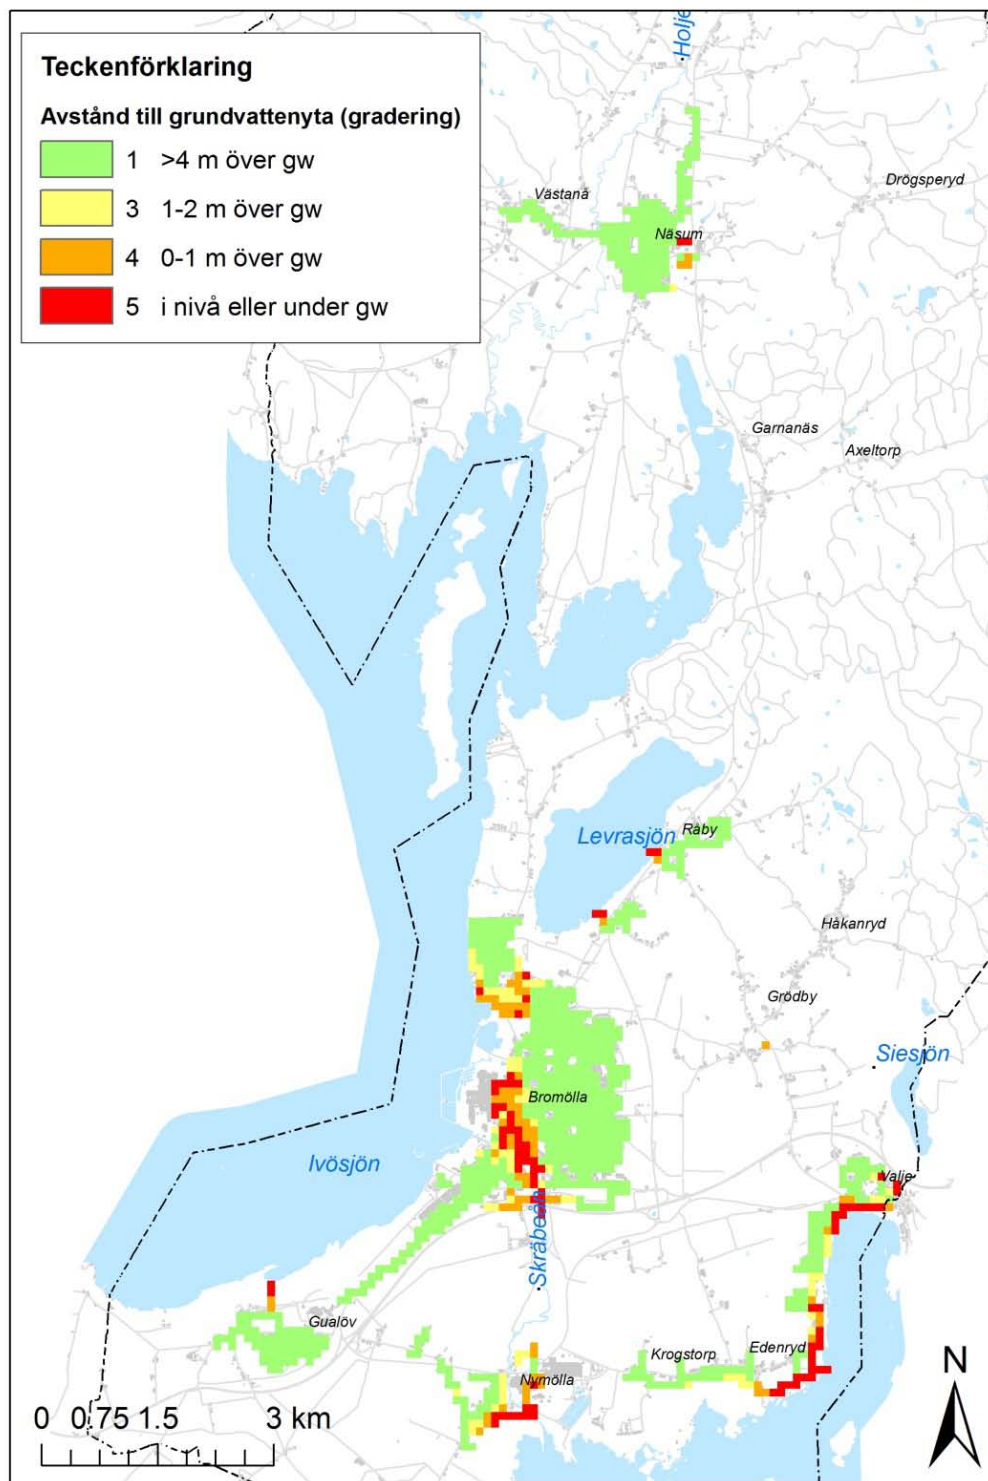 Teckenförklaring
Avstånd till grundvattenyta (gradering)
1 >4 m över gw
3 1-2 m över gw
4 0-1 m över gw
5 i nivå eller under gw
Holje
Drögsperyd
Västanå
Näsum
Garnanäs
Axeltorp
Levrasjön
Råby
Håkanryd
Grödby
Siesjön
Bromölla
Ivösjön
Valje
Skräbeån
Gualöv
Krogstorp
Edenryd
Nymölla
N
0 0.75 1.5 3 km